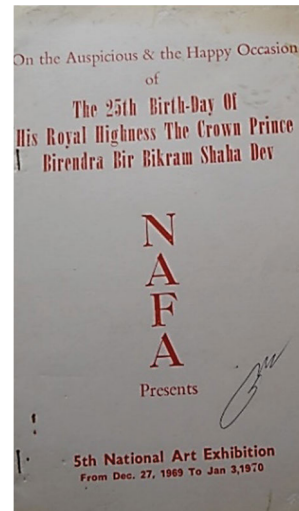 On the Auspicious & the Happy Occasion
of
The 25th Birth-Day Of
His Royal Highness The Crown Prince
Birendra Bir Bikram Shaha Dev
N
A
F
A
Presents
5th National Art Exhibition
From Dec. 27, 1969 To Jan 3,1970